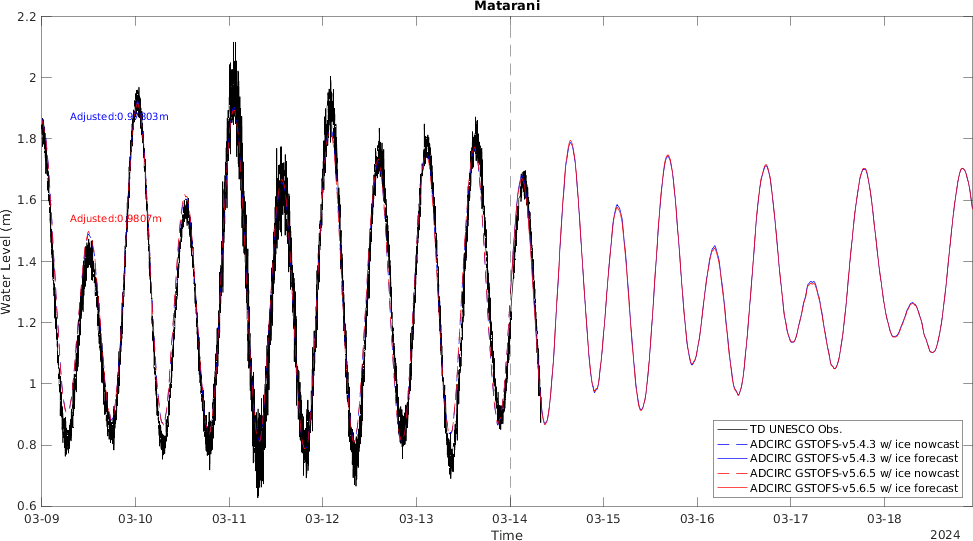 Matarani
2.2
2
1.8
1.6
1.4
1.2
1
0.8
0.6
Water Level (m)
Adjusted:0.9807m
03-09
03-10
03-11
03-12
03-13
03-14
03-15
03-16
03-17
03-18
Time
2024
TD UNESCO Obs.
ADCIRC GSTOFS-v5.4.3 w/ ice nowcast
ADCIRC GSTOFS-v5.4.3 w/ ice forecast
ADCIRC GSTOFS-v5.6.5 w/ ice nowcast
ADCIRC GSTOFS-v5.6.5 w/ ice forecast